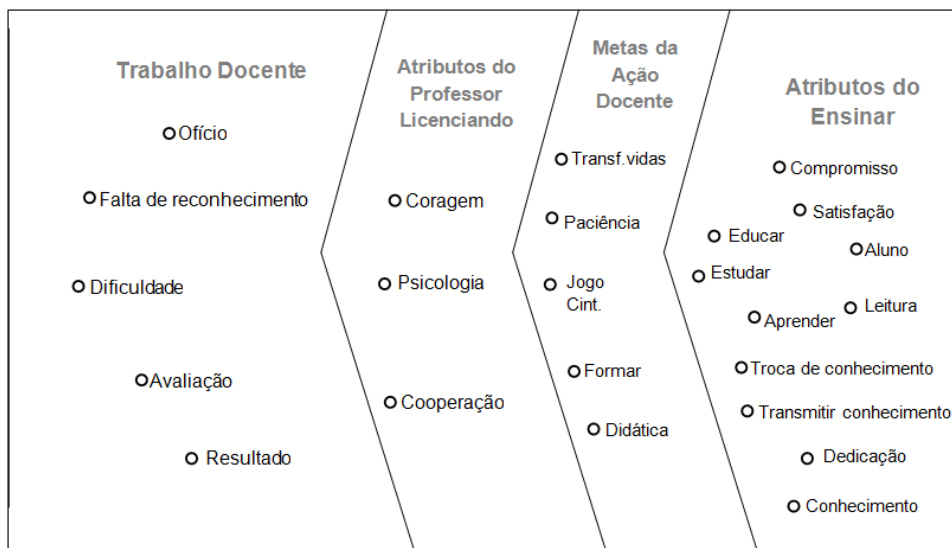 Trabalho Docente
Ofício
Falta de reconhecimento
Dificuldade
Avaliação
Resultado
Atributos do
Professor
Licenciando
Coragem
Psicologia
Cooperação
Metas da
Ação
Docente
Transf.vidas
Paciência
Jogo
Cint.
Formar
Didática
Atributos do
Ensinar
Compromisso
Satisfação
Educar
Aluno
Estudar
Leitura
Aprender
Troca de conhecimento
Transmitir conhecimento
Dedicação
Conhecimento